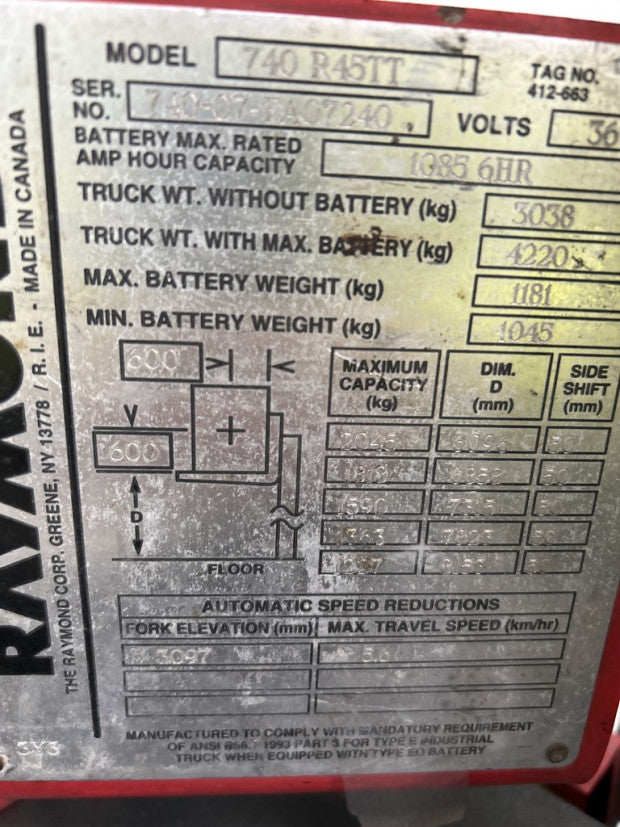 RAYMOND
THE RAYMOND CORP. GREENE, NY 13778 / R.I.E. - MADE IN CANADA
MODEL 740 R45TT
TAG NO.
412-663
SER.
NO.
VOLTS 36
BATTERY MAX. RATED
AMP HOUR CAPACITY 1085 6HR
TRUCK WT. WITHOUT BATTERY (kg) 3038
TRUCK WT. WITH MAX. BATTERY (kg) 4220
MAX. BATTERY WEIGHT (kg) 1181
MIN. BATTERY WEIGHT (kg) 1045
600
600
D
FLOOR
MAXIMUM
CAPACITY
(kg)
DIM.
D
(mm)
SIDE
SHIFT
(mm)
1590
AUTOMATIC SPEED REDUCTIONS
FORK ELEVATION (mm) MAX. TRAVEL SPEED (km/hr)
3097 5.6
MANUFACTURED TO COMPLY WITH MANDATORY REQUIREMENT
OF ANSI B56.1 1993 PART 3 FOR TYPE E INDUSTRIAL
TRUCK WHEN EQUIPPED WITH TYPE EO BATTERY
3Y3